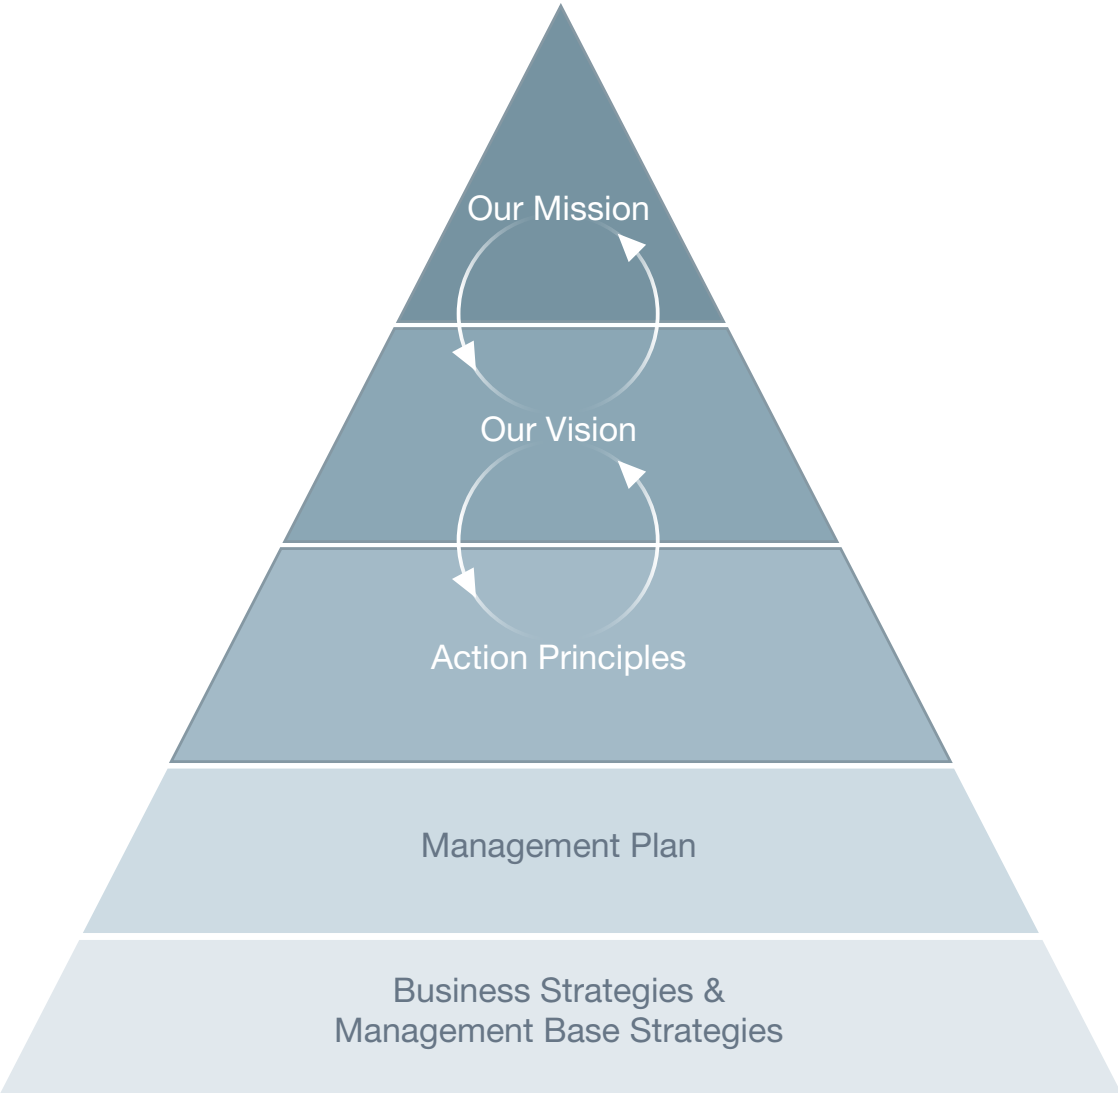 Our Mission
Our Vision
Action Principles
Management Plan
Business Strategies &
Management Base Strategies